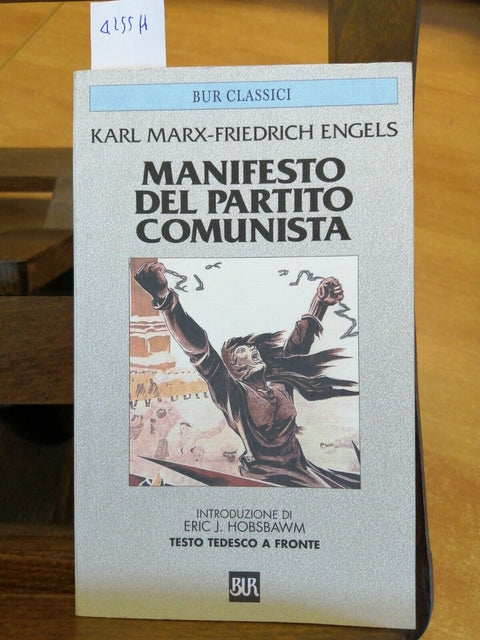 4255H
BUR CLASSICI
KARL MARX-FRIEDRICH ENGELS
MANIFESTO
DEL PARTITO
COMUNISTA
INTRODUZIONE DI
ERIC J. HOBSBAWM
TESTO TEDESCO A FRONTE
BUR